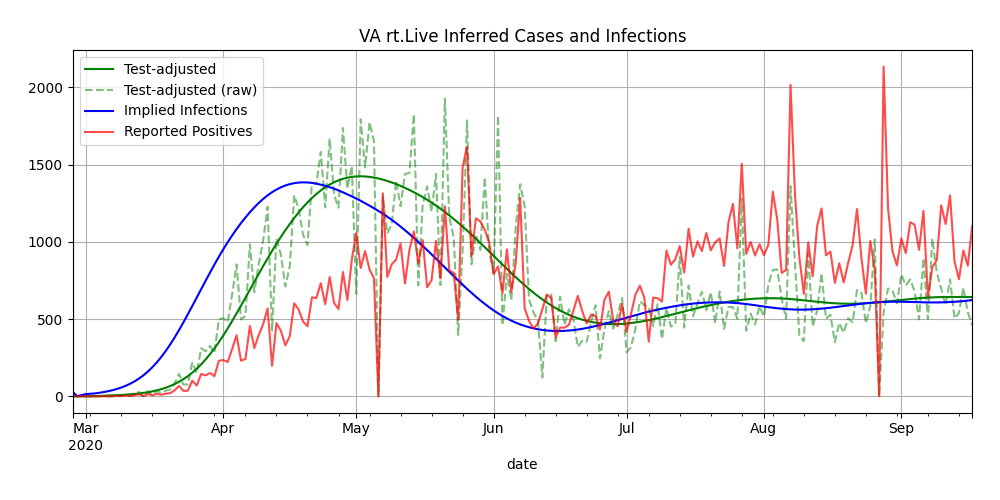 VA rt.Live Inferred Cases and Infections
Test-adjusted
Test-adjusted (raw)
Implied Infections
Reported Positives
2000
1500
1000
500
0
Mar Apr May Jun Jul Aug Sep
2020
date